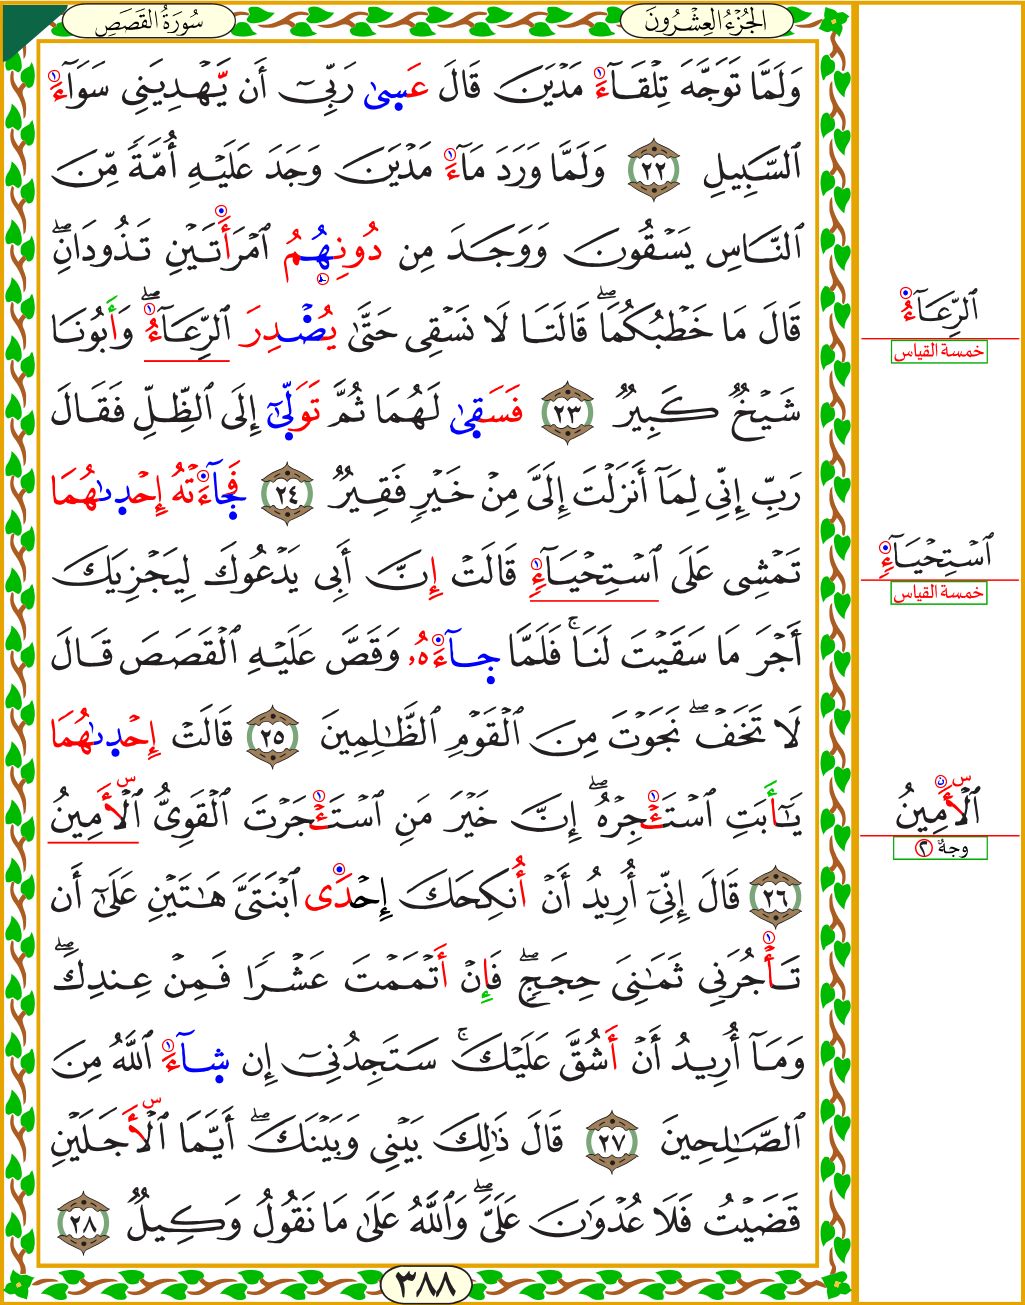 الجُزْءُ العِشْرُونَ
سُورَةُ القَصَصِ
وَلَمَّا تَوَجَّهَ تِلْقَآءَ مَدْيَنَ قَالَ عَسىٰ رَبِّىٓ أَن يَّهْدِيَنِى سَوَآءَ
ٱلسَّبِيلِ ٢٢ وَلَمَّا وَرَدَ مَآءَ مَدْيَنَ وَجَدَ عَلَيْهِ أُمَّةً مِّنَ
ٱلنَّاسِ يَسْقُونَ وَوَجَدَ مِن دُونِهُمُ ٱمْرَأَتَيْنِ تَذُودَانِۖ
قَالَ مَا خَطْبُكُمَاۖ قَالَتَا لَا نَسْقِى حَتَّىٰ يُصْدِرَ ٱلرِّعَآءُۖ وَأَبُونَا
شَيْخٌ كَبِيرٌ ٢٣ فَسَقىٰ لَهُمَا ثُمَّ تَوَلّىٰٓ إِلَى ٱلظِّلِّ فَقَالَ
رَبِّ إِنِّى لِمَآ أَنزَلْتَ إِلَىَّ مِنْ خَيْرٍ فَقِيرٌ ٢٤ فَجَآءَتْهُ إِحْدىٰهُمَا
تَمْشِى عَلَى ٱسْتِحْيَآءٍ قَالَتْ إِنَّ أَبِى يَدْعُوكَ لِيَجْزِيَكَ
أَجْرَ مَا سَقَيْتَ لَنَاۚ فَلَمَّا جَآءَهُۥ وَقَصَّ عَلَيْهِ ٱلْقَصَصَ قَالَ
لَا تَخَفْۖ نَجَوْتَ مِنَ ٱلْقَوْمِ ٱلظَّـٰلِمِينَ ٢٥ قَالَتْ إِحْدىٰهُمَا
يَـٰٓأَبَتِ ٱسْتَـْٔجِرْهُۖ إِنَّ خَيْرَ مَنِ ٱسْتَـْٔجَرْتَ ٱلْقَوِىُّ ٱلْأَمِينُ
٢٦ قَالَ إِنِّىٓ أُرِيدُ أَنْ أُنكِحَكَ إِحْدَى ٱبْنَتَىَّ هَـٰتَيْنِ عَلَىٰٓ أَن
تَأْجُرَنِى ثَمَـٰنِىَ حِجَجٍۖ فَإِنْ أَتْمَمْتَ عَشْرًا فَمِنْ عِندِكَۖ
وَمَآ أُرِيدُ أَنْ أَشُقَّ عَلَيْكَۚ سَتَجِدُنِىٓ إِن شَآءَ ٱللَّهُ مِنَ
ٱلصَّـٰلِحِينَ ٢٧ قَالَ ذَٰلِكَ بَيْنِى وَبَيْنَكَۖ أَيَّمَا ٱلْأَجَلَيْنِ
قَضَيْتُ فَلَا عُدْوَٰنَ عَلَىَّۖ وَٱللَّهُ عَلَىٰ مَا نَقُولُ وَكِيلٌ ٢٨
٣٨٨
ٱلرِّعَآءُ
خمسة القياس
ٱسْتِحْيَآءٍ
خمسة القياس
ٱلْأَمِينُ
وجهٌ ٢